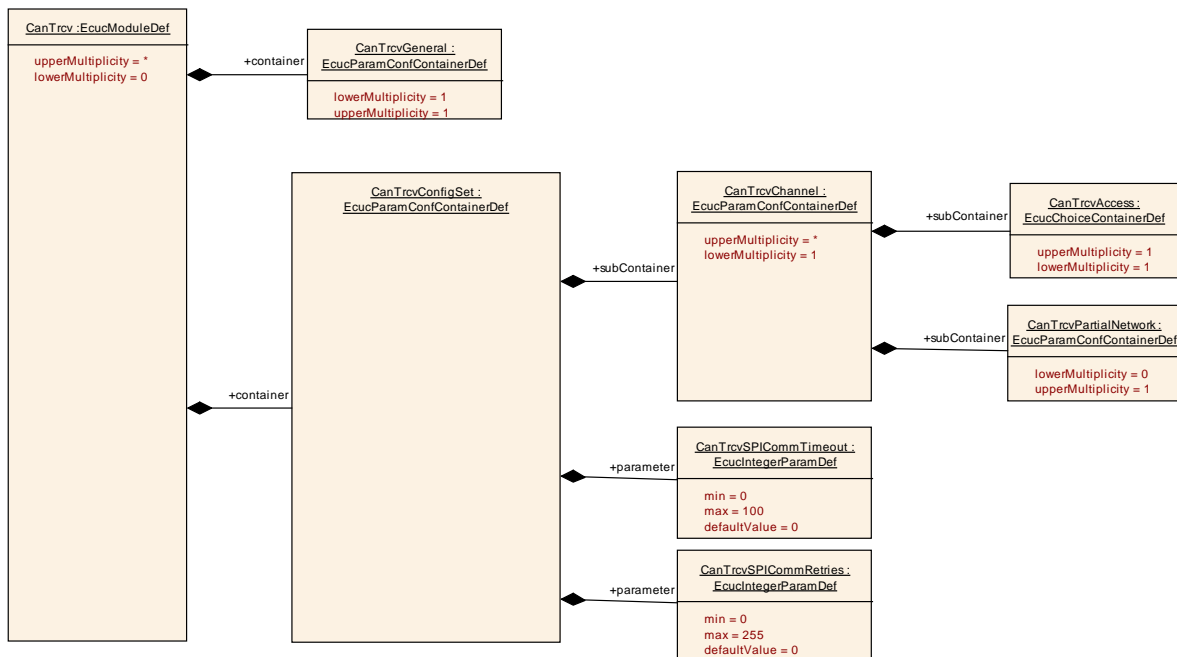 CanTrcv :EcucModuleDef
upperMultiplicity = *
lowerMultiplicity = 0
+container
CanTrcvGeneral :
EcucParamConfContainerDef
lowerMultiplicity = 1
upperMultiplicity = 1
+container
CanTrcvConfigSet :
EcucParamConfContainerDef
+subContainer
CanTrcvChannel :
EcucParamConfContainerDef
upperMultiplicity = *
lowerMultiplicity = 1
+subContainer
CanTrcvAccess :
EcucChoiceContainerDef
upperMultiplicity = 1
lowerMultiplicity = 1
+subContainer
CanTrcvPartialNetwork :
EcucParamConfContainerDef
lowerMultiplicity = 0
upperMultiplicity = 1
+parameter
CanTrcvSPICommTimeout :
EcucIntegerParamDef
min = 0
max = 100
defaultValue = 0
+parameter
CanTrcvSPICommRetries :
EcucIntegerParamDef
min = 0
max = 255
defaultValue = 0